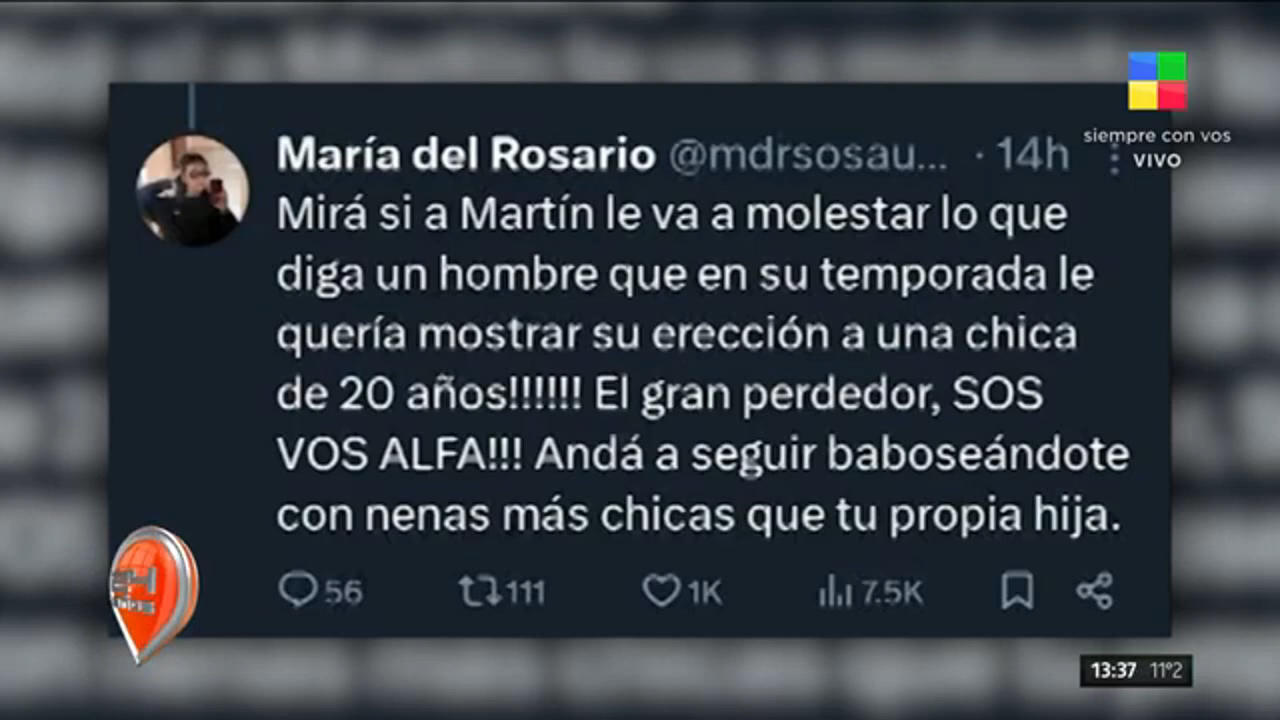 siempre con vos
VIVO
María del Rosario @mdrsosau... · 14h
Mirá si a Martín le va a molestar lo que
diga un hombre que en su temporada le
quería mostrar su erección a una chica
de 20 años!!!!!! El gran perdedor, SOS
VOS ALFA!!! Andá a seguir baboseándote
con nenas más chicas que tu propia hija.
56 111 1K 7.5K
13:37 11°2